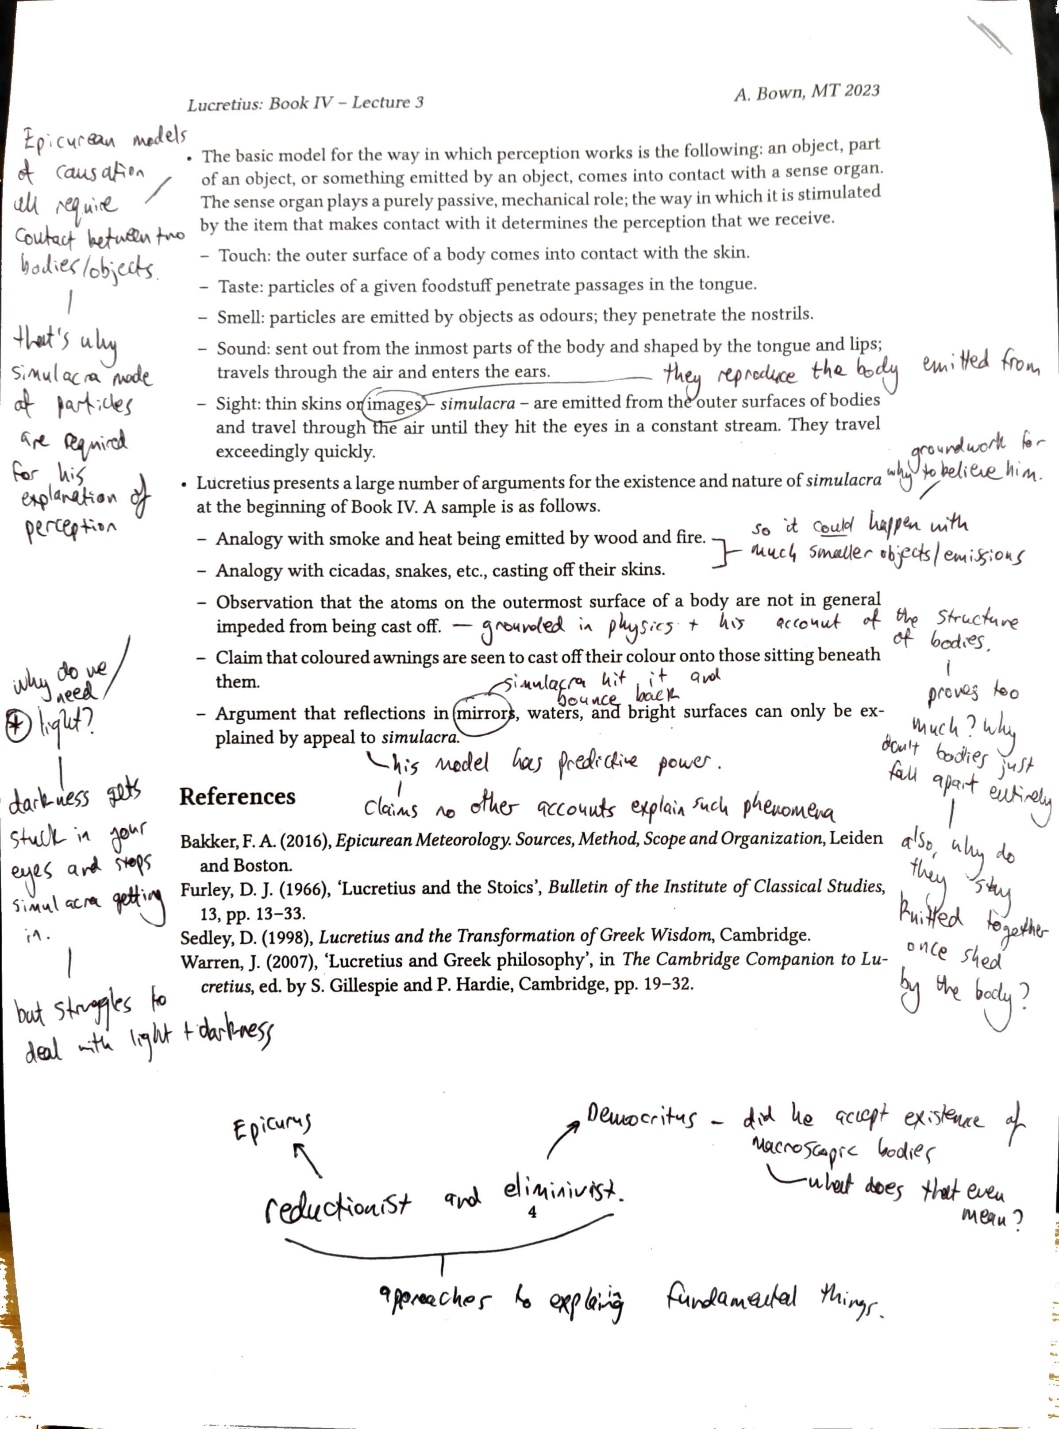 Lucretius: Book IV – Lecture 3
A. Bown, MT 2023
Epicurean models
of causation
all require
contact between two
bodies/objects.
that's why
simulacra made
of particles
are required
for his
explanation of
perception
• The basic model for the way in which perception works is the following: an object, part
of an object, or something emitted by an object, comes into contact with a sense organ.
The sense organ plays a purely passive, mechanical role; the way in which it is stimulated
by the item that makes contact with it determines the perception that we receive.
– Touch: the outer surface of a body comes into contact with the skin.
– Taste: particles of a given foodstuff penetrate passages in the tongue.
– Smell: particles are emitted by objects as odours; they penetrate the nostrils.
– Sound: sent out from the inmost parts of the body and shaped by the tongue and lips;
travels through the air and enters the ears.
they reproduce the body emitted from
– Sight: thin skins or images – simulacra – are emitted from the outer surfaces of bodies
and travel through the air until they hit the eyes in a constant stream. They travel
exceedingly quickly.
groundwork for
why to believe him.
• Lucretius presents a large number of arguments for the existence and nature of simulacra
at the beginning of Book IV. A sample is as follows.
– Analogy with smoke and heat being emitted by wood and fire.
– Analogy with cicadas, snakes, etc., casting off their skins.
so it could happen with
much smaller objects/emissions
– Observation that the atoms on the outermost surface of a body are not in general
impeded from being cast off.
– grounded in physics + his account of the structure
of bodies.
proves too
much? why
don't bodies just
fall apart entirely
also, why do
they stay
knitted together
once shed
by the body?
– Claim that coloured awnings are seen to cast off their colour onto those sitting beneath
them.
simulacra hit it and
bounce back
– Argument that reflections in mirrors, waters, and bright surfaces can only be ex-
plained by appeal to simulacra.
his model has predictive power.
claims no other accounts explain such phenomena
why do we
need
light?
darkness gets
stuck in your
eyes and stops
simulacra getting
in.
but struggles to
deal with light + darkness
References
Bakker, F. A. (2016), Epicurean Meteorology. Sources, Method, Scope and Organization, Leiden
and Boston.
Furley, D. J. (1966), ‘Lucretius and the Stoics’, Bulletin of the Institute of Classical Studies,
13, pp. 13–33.
Sedley, D. (1998), Lucretius and the Transformation of Greek Wisdom, Cambridge.
Warren, J. (2007), ‘Lucretius and Greek philosophy’, in The Cambridge Companion to Lu-
cretius, ed. by S. Gillespie and P. Hardie, Cambridge, pp. 19–32.
Epicurus
Democritus – did he accept existence of
macroscopic bodies
what does that even
mean?
reductionist and eliminivist.
4
approaches to explaing fundamental things.